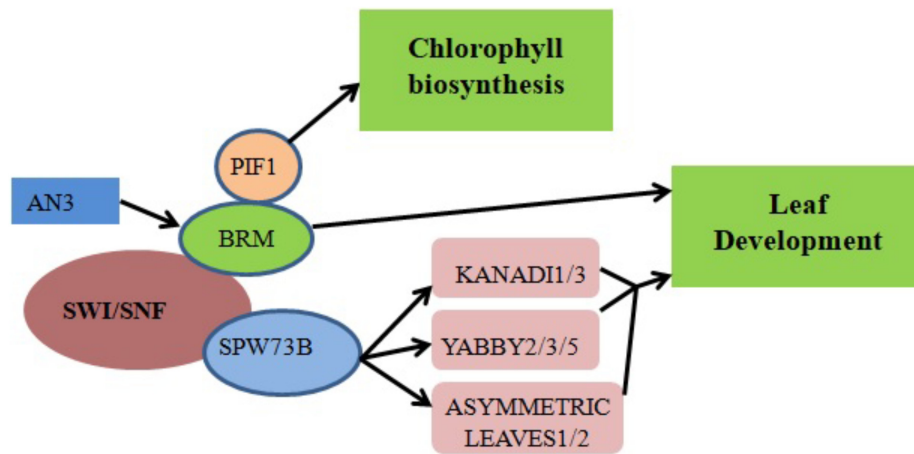 Chlorophyll
biosynthesis
PIF1
AN3
BRM
Leaf
Development
SWI/SNF
SPW73B
KANADI1/3
YABBY2/3/5
ASYMMETRIC
LEAVES1/2